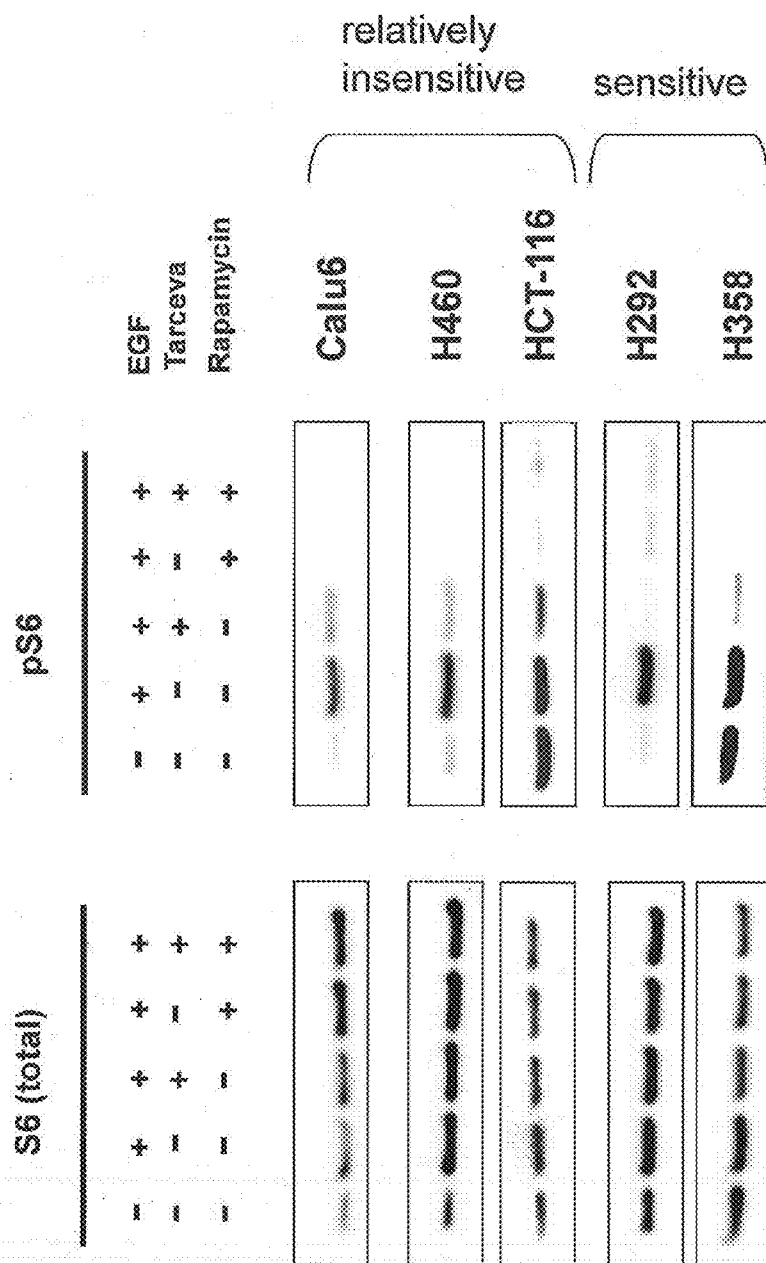 S6 (total) pS6
- + + + + - + + + + EGF
- - + - + - - + - + Tarceva
- - - + + - - - + + Rapamycin
Calu6
H460
HCT-116
relatively
insensitive
H292
H358
sensitive